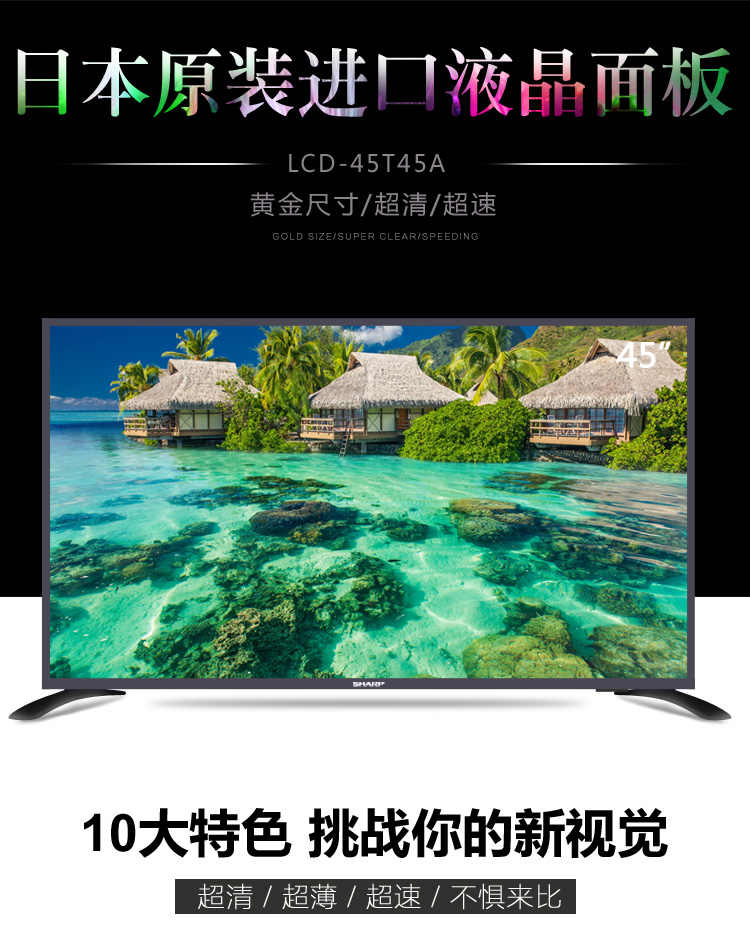 日本原装进口液晶面板
LCD-45T45A
黄金尺寸/超清/超速
GOLD SIZE/SUPER CLEAR/SPEEDING
45”
SHARP
10大特色 挑战你的新视觉
超清 / 超薄 / 超速 / 不惧来比